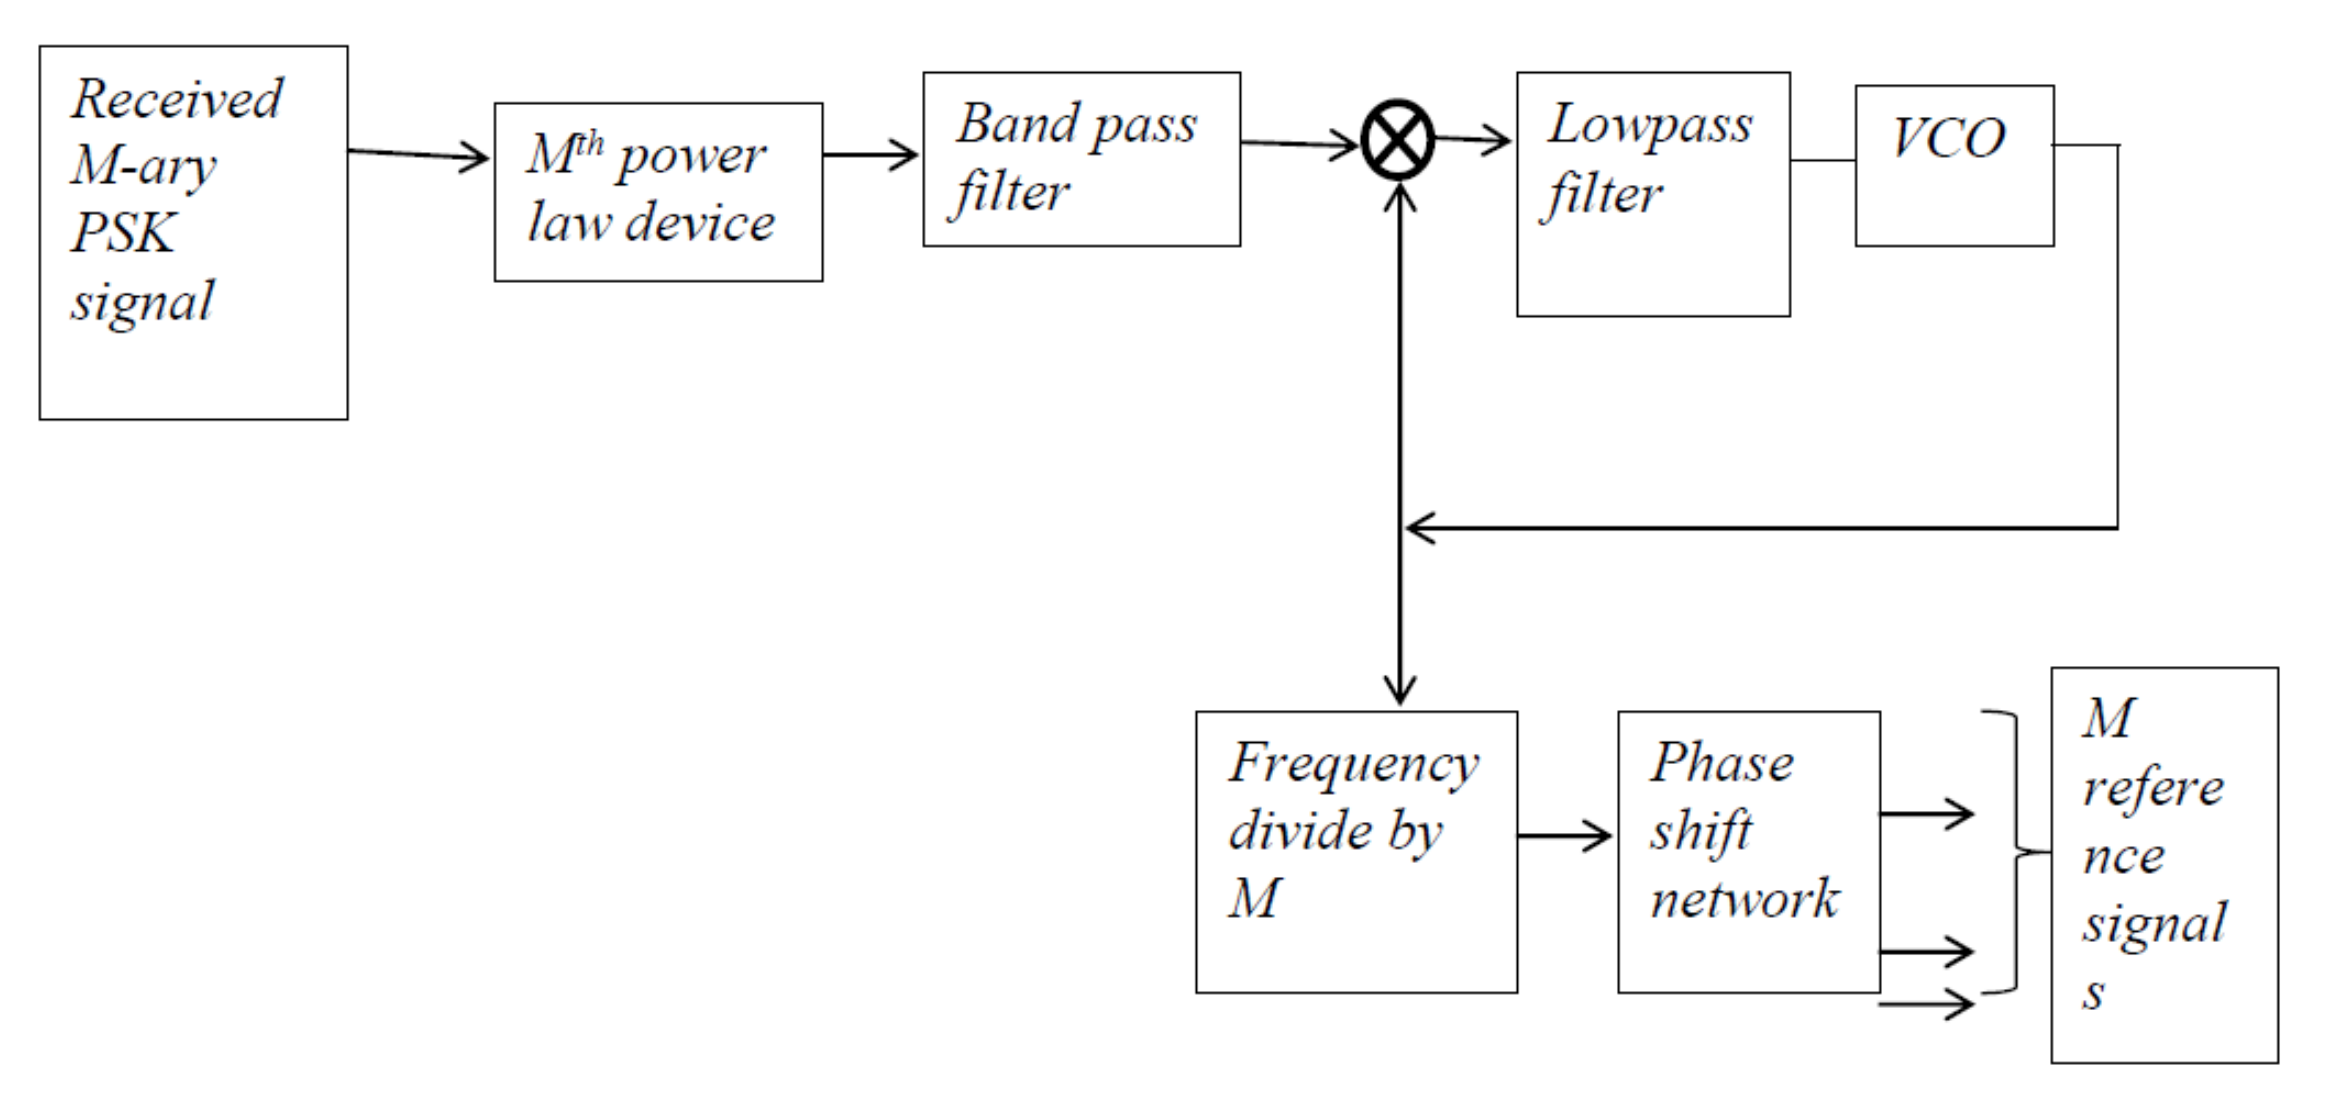 Received
M-ary
PSK
signal
Mth power
law device
Band pass
filter
Lowpass
filter
VCO
Frequency
divide by
M
Phase
shift
network
M
refere
nce
signal
s